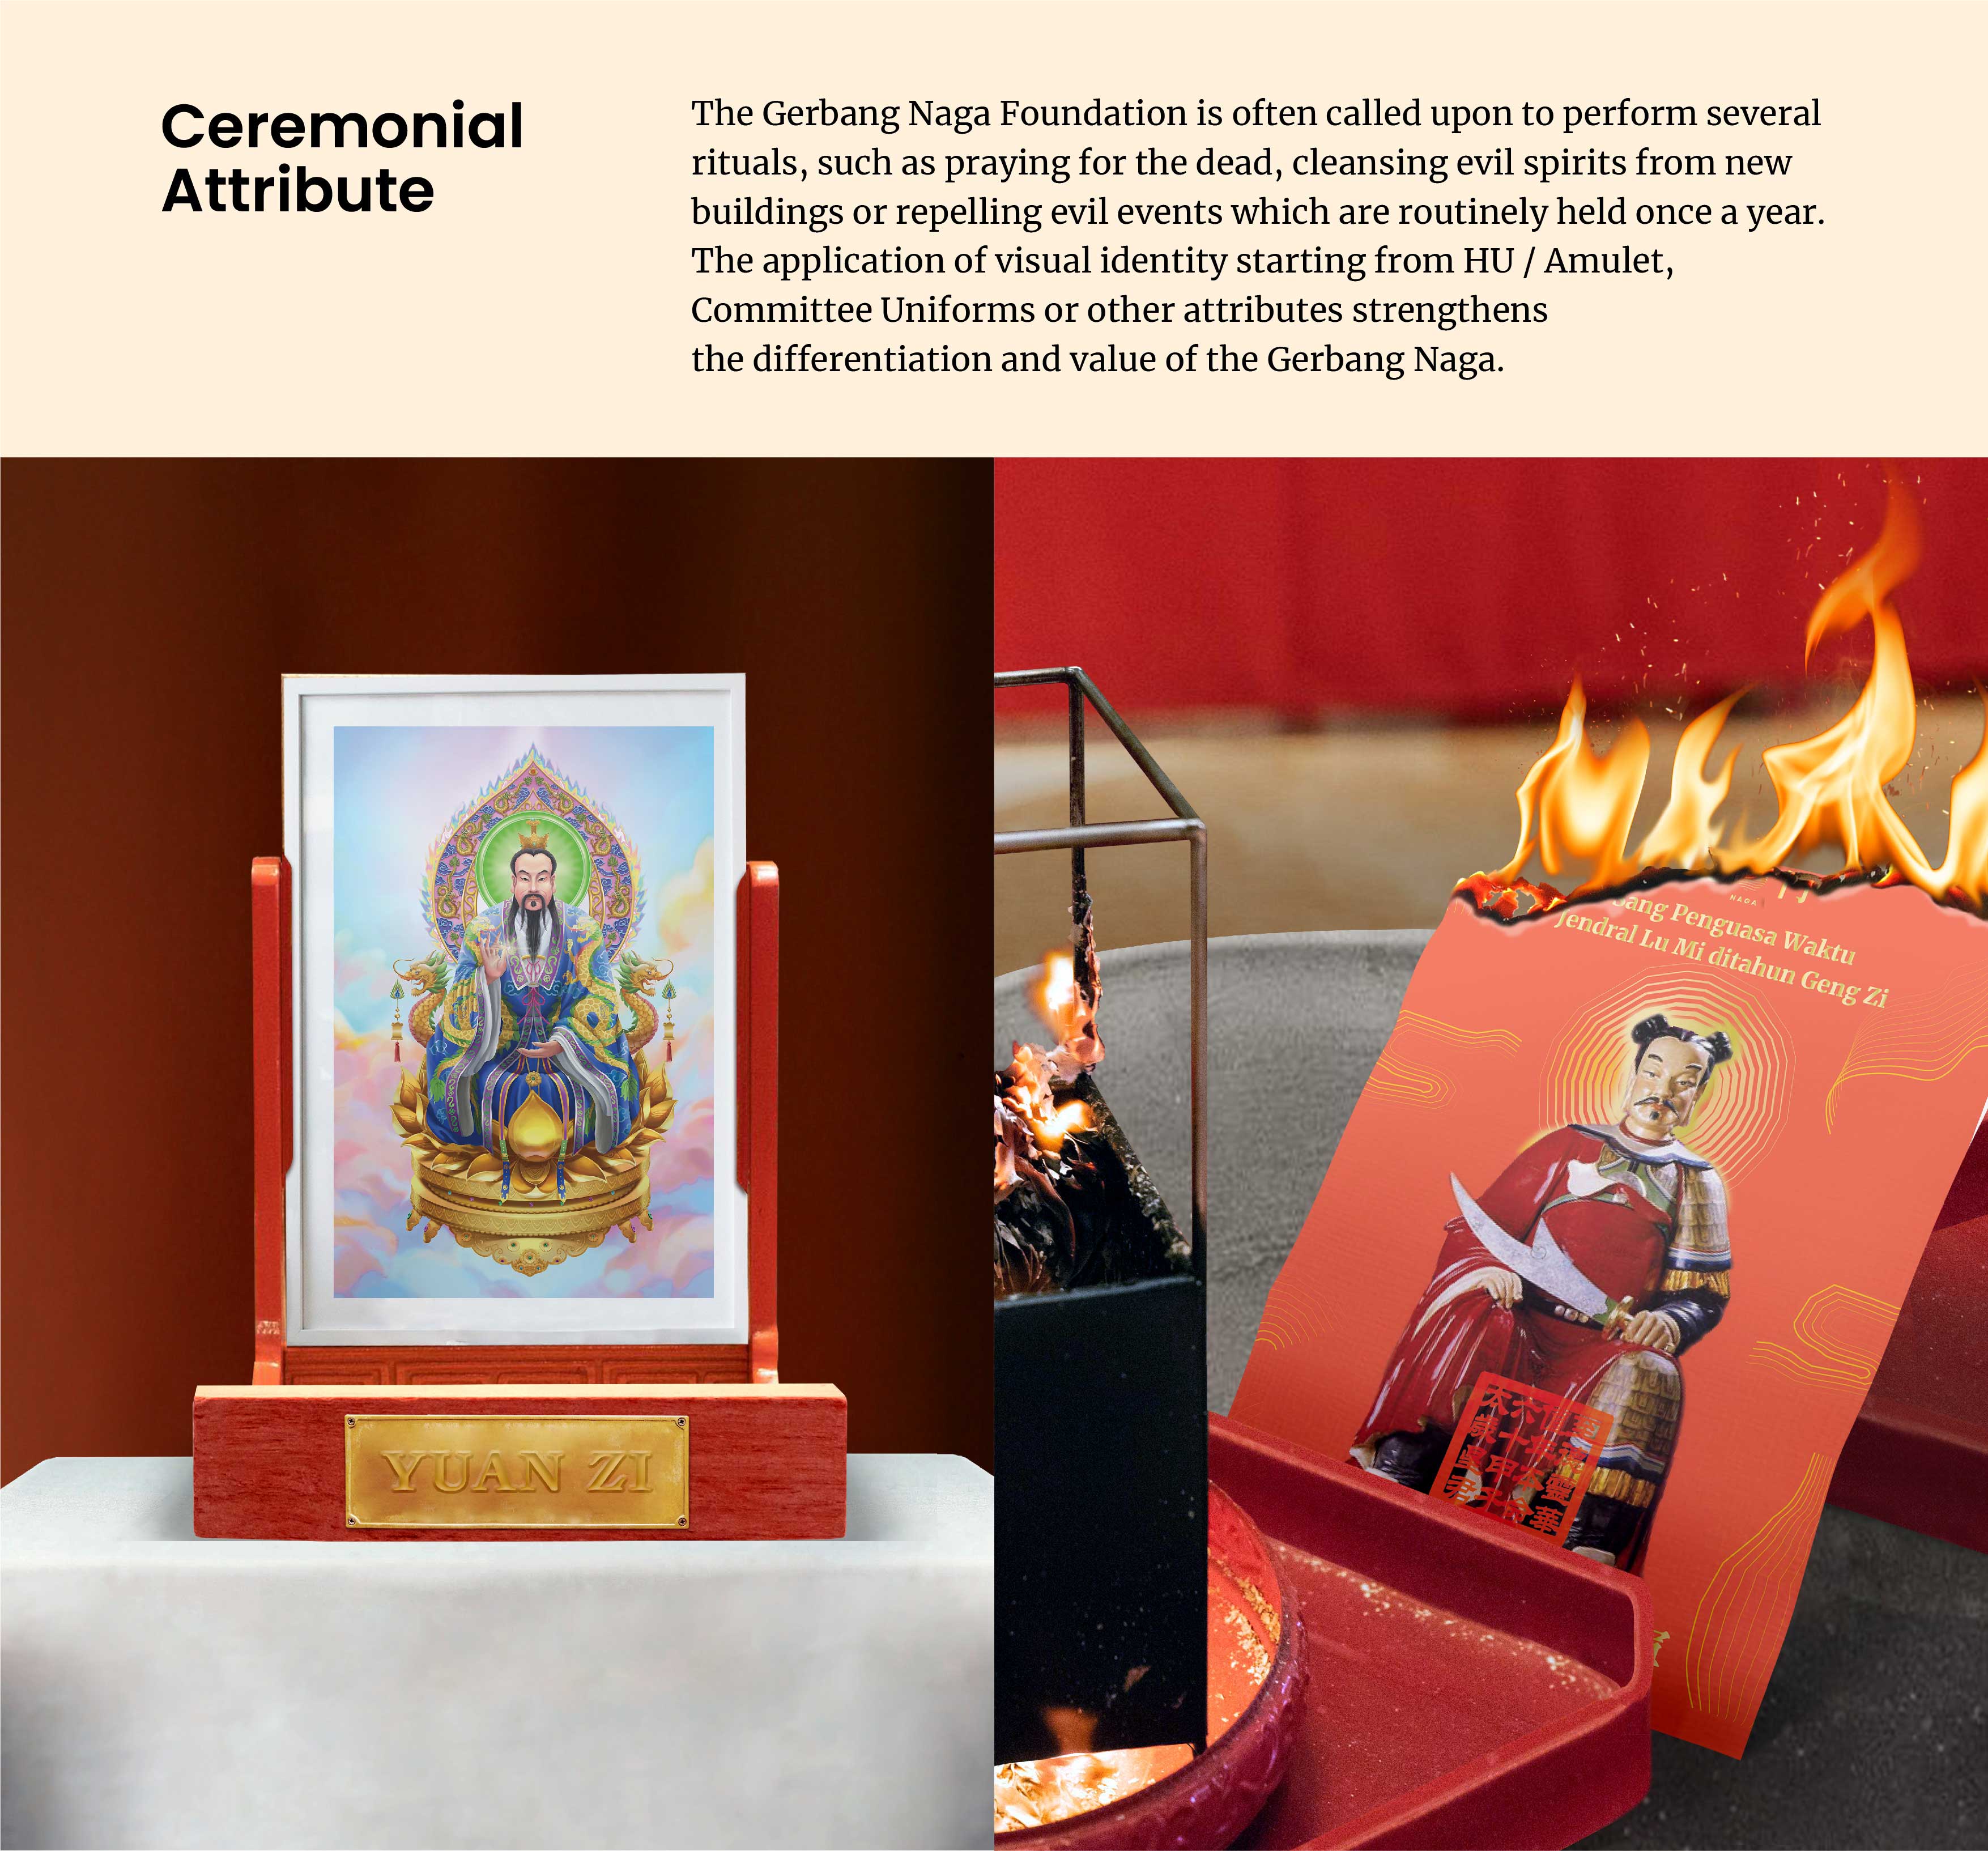 Ceremonial
Attribute
The Gerbang Naga Foundation is often called upon to perform several
rituals, such as praying for the dead, cleansing evil spirits from new
buildings or repelling evil events which are routinely held once a year.
The application of visual identity starting from HU / Amulet,
Committee Uniforms or other attributes strengthens
the differentiation and value of the Gerbang Naga.
YUAN ZI
NADA
Penguasa Waktu
Jendral Lu Mi ditahun Geng Zi